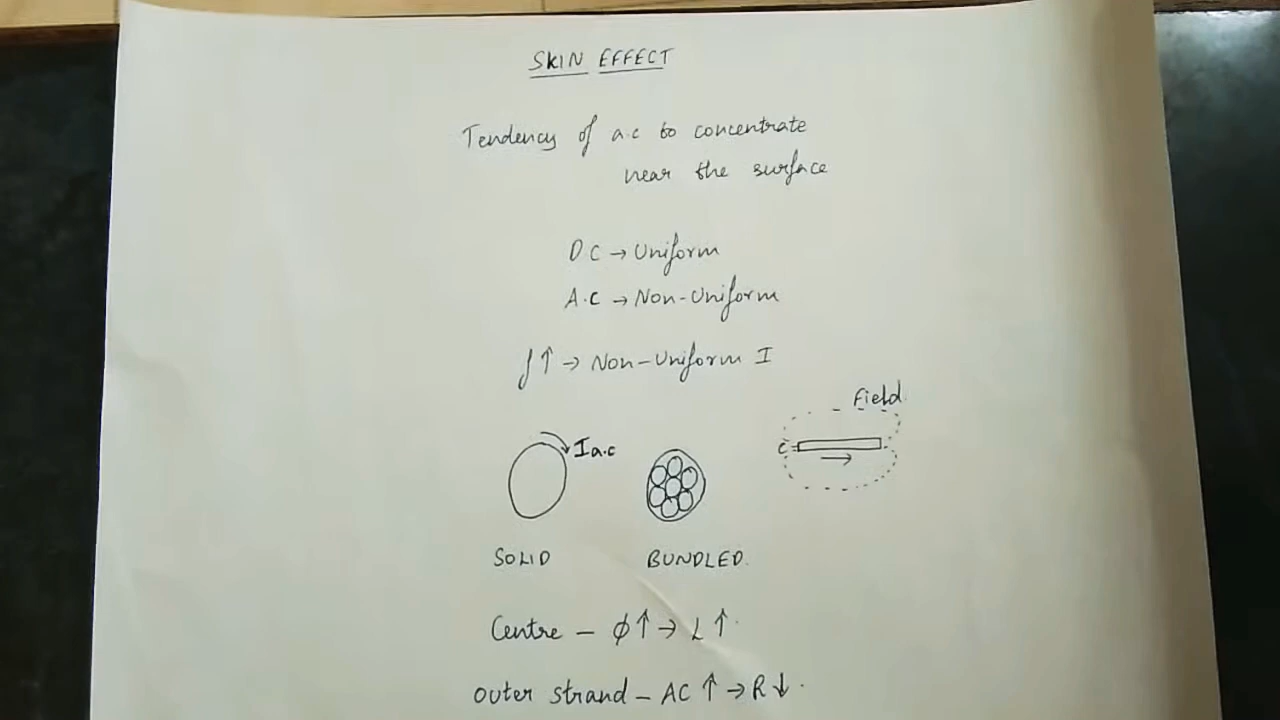 SKIN EFFECT
Tendency of a.c to concentrate
near the surface
DC → Uniform
A.C → Non-Uniform
f↑ → Non-Uniform I
Field
I a.c
C
SOLID
BUNDLED.
Centre – ϕ↑ → L↑.
outer strand – AC ↑ → R↓.